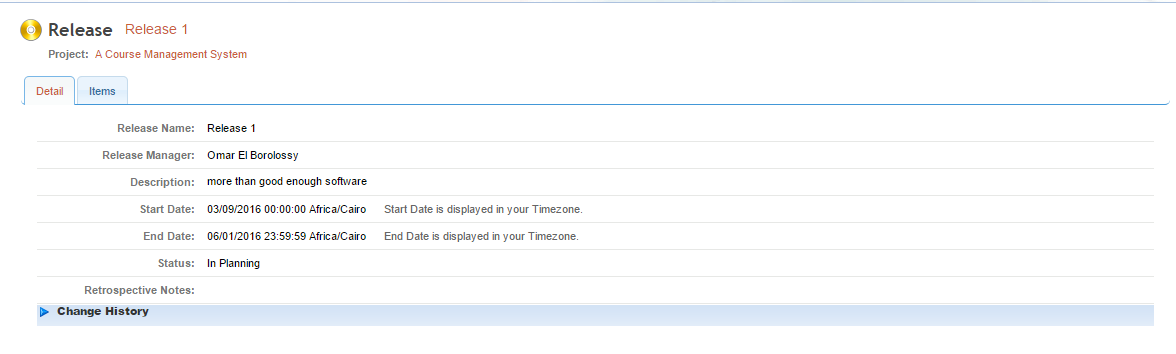 Release Release 1
Project: A Course Management System
Detail Items
Release Name: Release 1
Release Manager: Omar El Borolossy
Description: more than good enough software
Start Date: 03/09/2016 00:00:00 Africa/Cairo Start Date is displayed in your Timezone.
End Date: 06/01/2016 23:59:59 Africa/Cairo End Date is displayed in your Timezone.
Status: In Planning
Retrospective Notes:
Change History